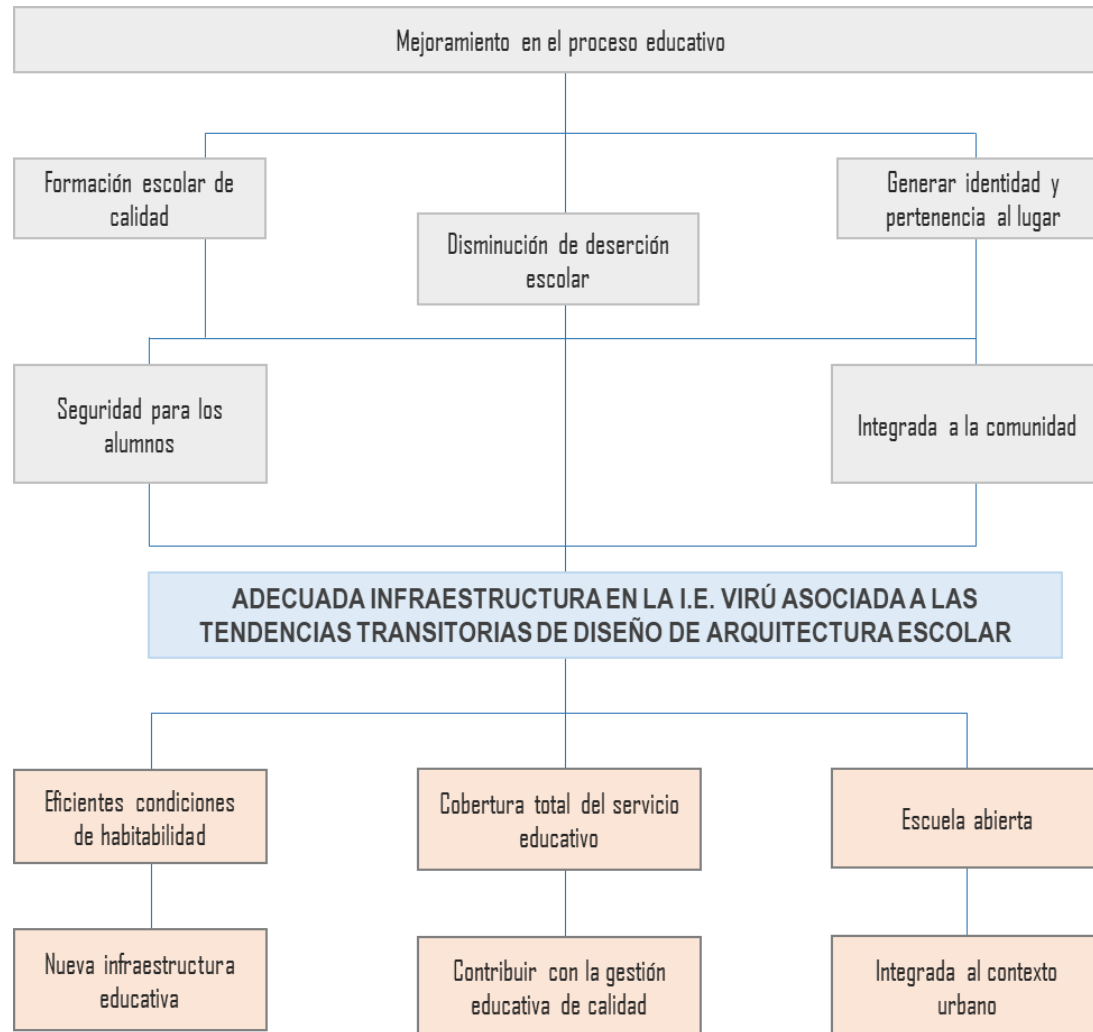 Mejoramiento en el proceso educativo
Formación escolar de
calidad
Generar identidad y
pertenencia al lugar
Disminución de deserción
escolar
Seguridad para los
alumnos
Integrada a la comunidad
ADECUADA INFRAESTRUCTURA EN LA I.E. VIRÚ ASOCIADA A LAS
TENDENCIAS TRANSITORIAS DE DISEÑO DE ARQUITECTURA ESCOLAR
Eficientes condiciones
de habitabilidad
Cobertura total del servicio
educativo
Escuela abierta
Nueva infraestructura
educativa
Contribuir con la gestión
educativa de calidad
Integrada al contexto
urbano